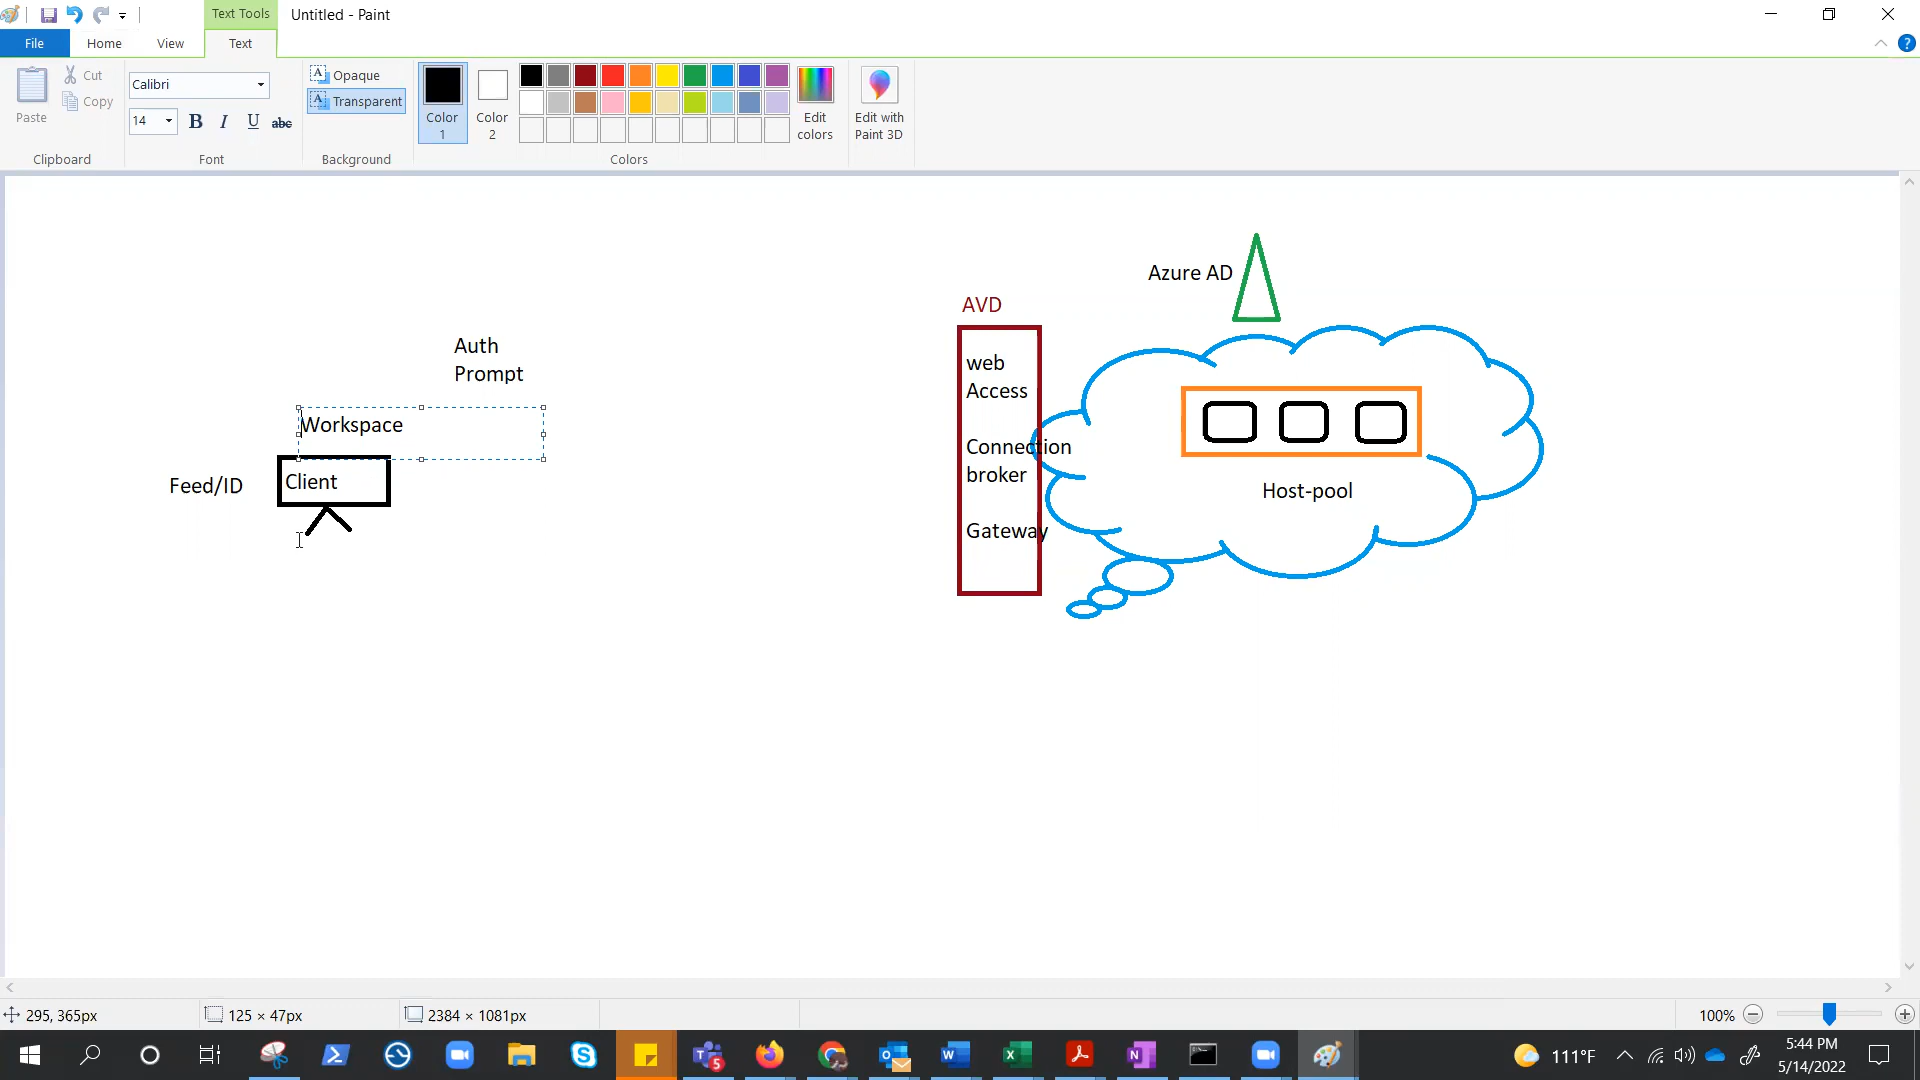 Text Tools
Untitled - Paint
File
Home
View
Text
Paste
Cut
Copy
Clipboard
Calibri
14
B
I
U
abc
Font
A
Opaque
A
Transparent
Background
Color
1
Color
2
Edit
colors
Colors
Edit with
Paint 3D
Azure AD
AVD
Auth
Prompt
web
Access
Workspace
Connection
broker
Feed/ID
Client
Host-pool
Gateway
295, 365px
125 × 47px
2384 × 1081px
100%
111°F
5:44 PM
5/14/2022